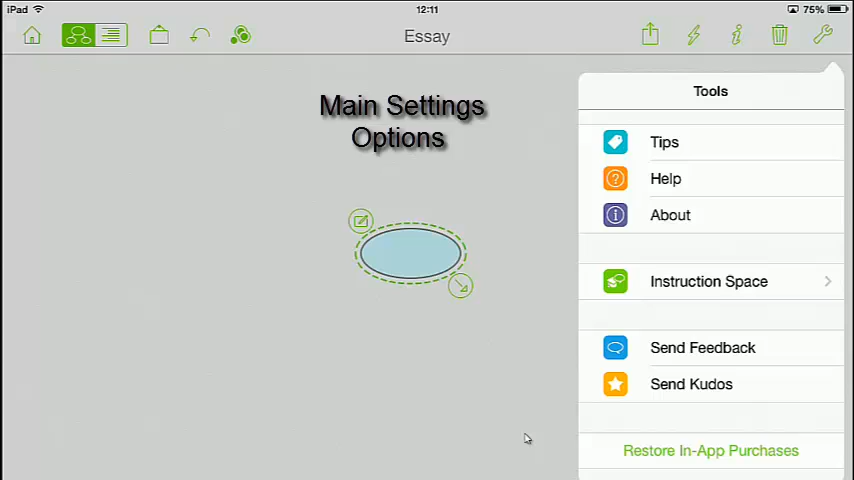 iPad 12:11 75%
Essay
Main Settings
Options
Tools
Tips
Help
About
Instruction Space
Send Feedback
Send Kudos
Restore In-App Purchases